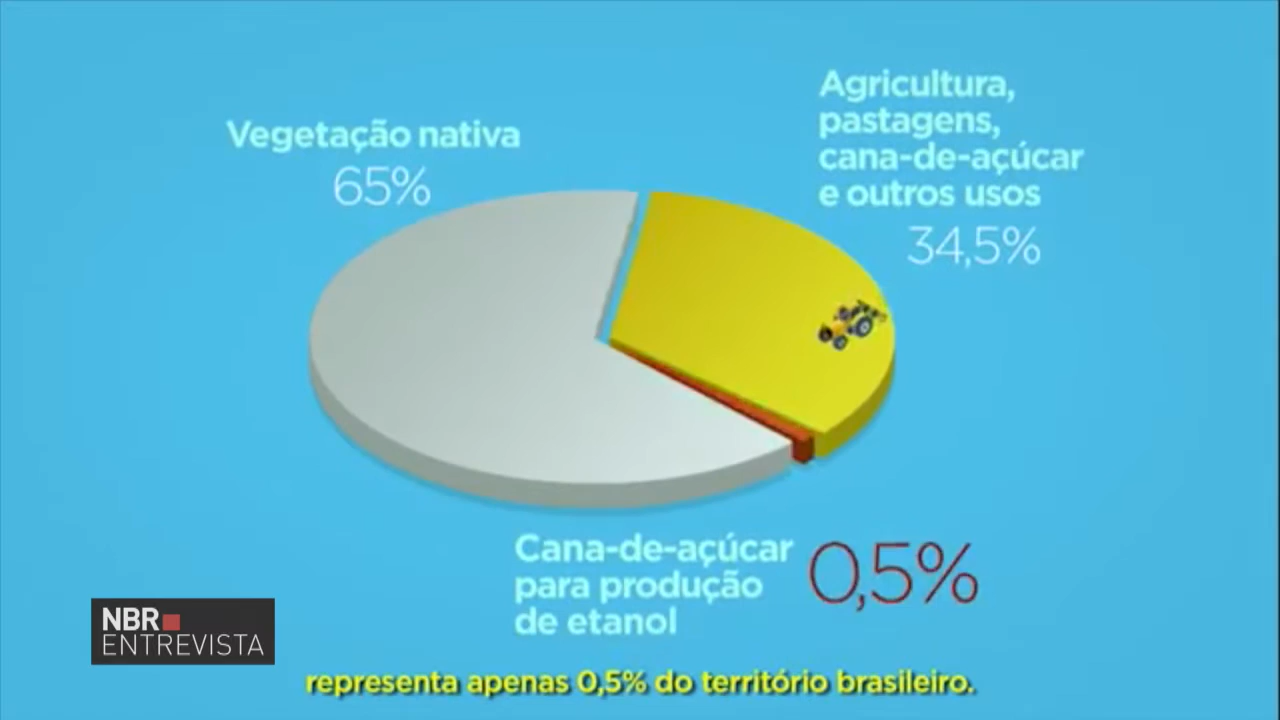 Vegetação nativa
65%
Agricultura,
pastagens,
cana-de-açúcar
e outros usos
34,5%
Cana-de-açúcar
para produção
de etanol
0,5%
NBR
ENTREVISTA
representa apenas 0,5% do território brasileiro.